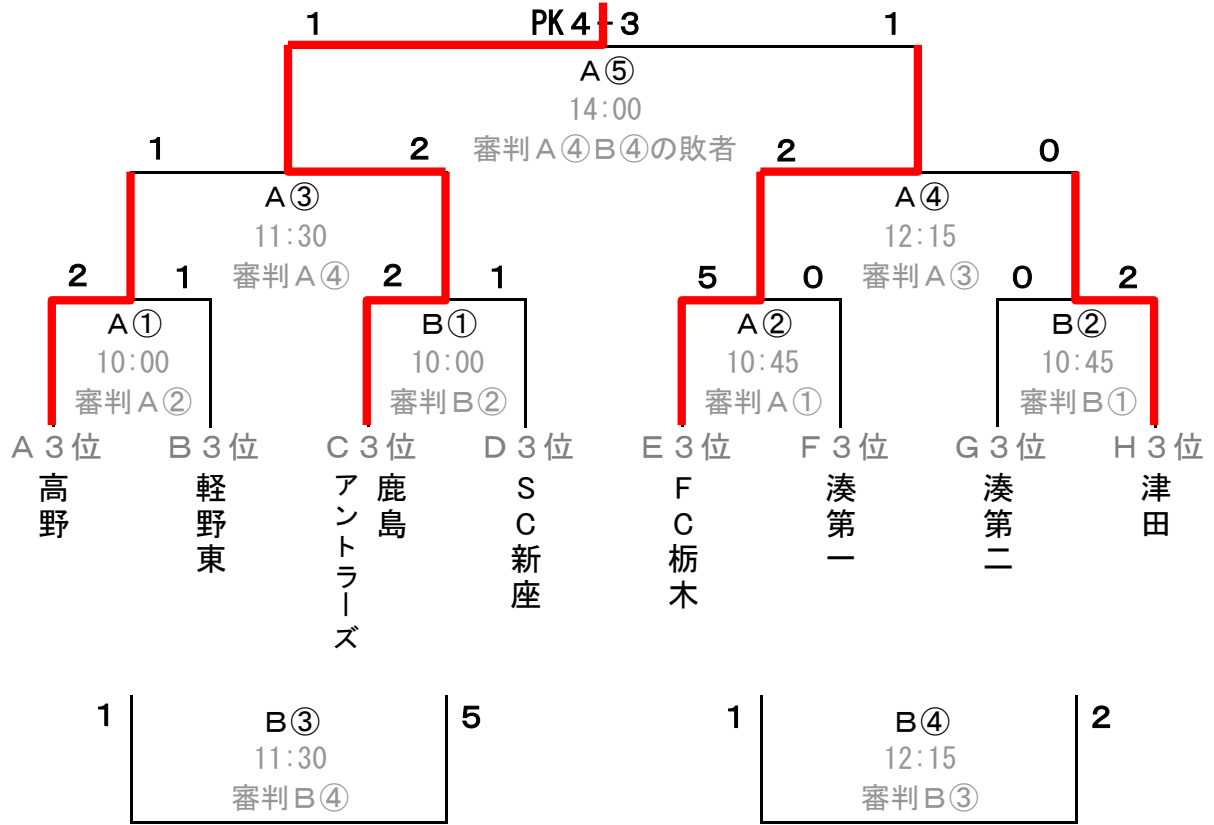 1 PK 4-3 1
A⑤
14:00
審判A④B④の敗者
1 2 2 0
A③ A④
11:30 12:15
審判A④ 審判A③
2 1 2 1 5 0 0 2
A① B① A② B②
10:00 10:00 10:45 10:45
審判A② 審判B② 審判A① 審判B①
A3位 B3位 C3位 D3位 E3位 F3位 G3位 H3位
高野
軽野東
鹿島
アントラーズ
SC新座
FC栃木
湊第一
湊第二
津田
1 B③ 5 1 B④ 2
11:30 12:15
審判B④ 審判B③